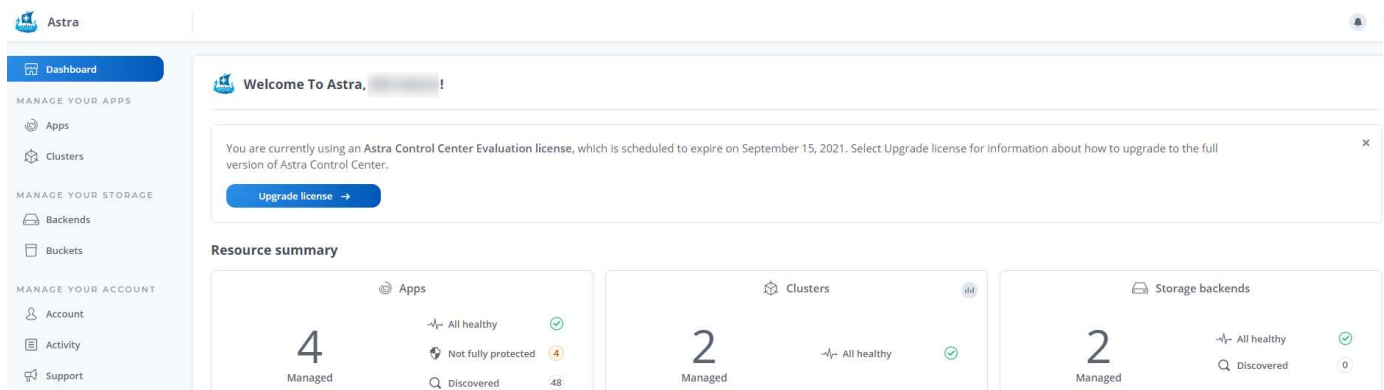 Astra
Dashboard
MANAGE YOUR APPS
Apps
Clusters
MANAGE YOUR STORAGE
Backends
Buckets
MANAGE YOUR ACCOUNT
Account
Activity
Support
Welcome To Astra, !
You are currently using an Astra Control Center Evaluation license, which is scheduled to expire on September 15, 2021. Select Upgrade license for information about how to upgrade to the full
version of Astra Control Center.
Upgrade license →
Resource summary
Apps
4
Managed
All healthy
Not fully protected 4
Discovered 48
Clusters
2
Managed
All healthy
Storage backends
2
Managed
All healthy
Discovered 0